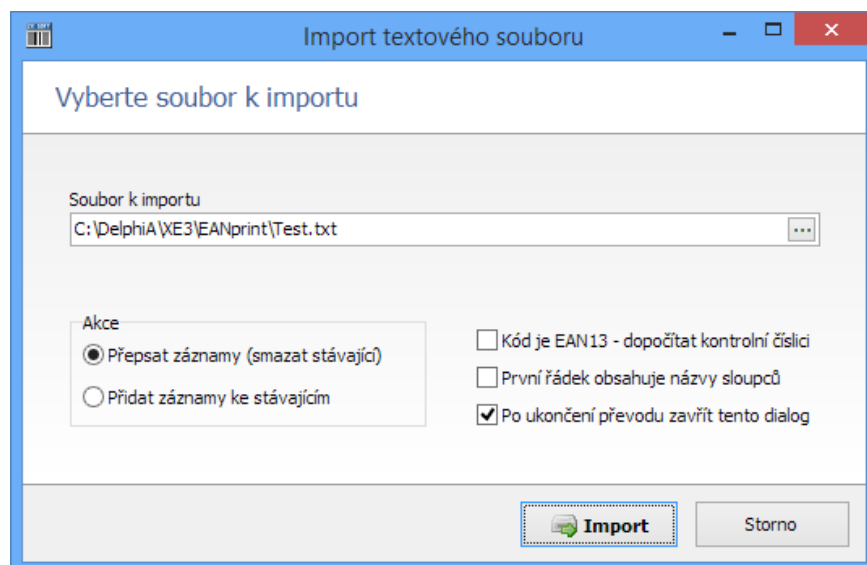 Import textového souboru
Vyberte soubor k importu
Soubor k importu
C:\DelphiA\XE3\EANprint\Test.txt
Akce
Přepsat záznamy (smazat stávající)
Přidat záznamy ke stávajícím
Kód je EAN13 - dopočítat kontrolní číslici
První řádek obsahuje názvy sloupců
Po ukončení převodu zavřít tento dialog
Import
Storno